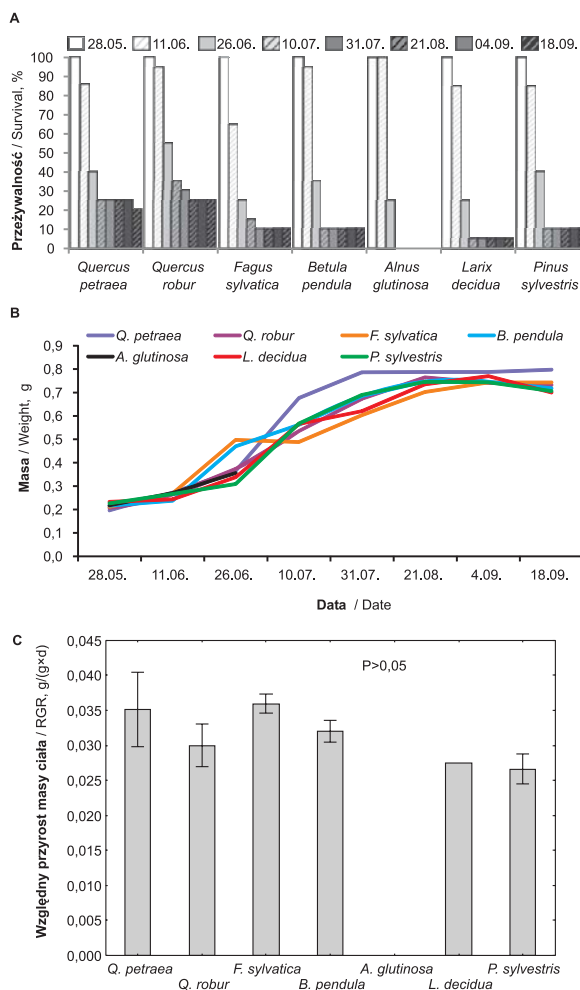 A
28.05. 11.06. 26.06. 10.07. 31.07. 21.08. 04.09. 18.09.
Przeżywalność / Survival, %
100
90
80
70
60
50
40
30
20
10
0
Quercus petraea
Quercus robur
Fagus sylvatica
Betula pendula
Alnus glutinosa
Larix decidua
Pinus sylvestris
B
Q. petraea Q. robur F. sylvatica B. pendula
A. glutinosa L. decidua P. sylvestris
Masa / Weight, g
0,9
0,8
0,7
0,6
0,5
0,4
0,3
0,2
0,1
0,0
28.05. 11.06. 26.06. 10.07. 31.07. 21.08. 4.09. 18.09.
Data / Date
C
Względny przyrost masy ciała / RGR, g/(g×d)
P>0,05
0,045
0,040
0,035
0,030
0,025
0,020
0,015
0,010
0,005
0,000
Q. petraea F. sylvatica A. glutinosa P. sylvestris
Q. robur B. pendula L. decidua